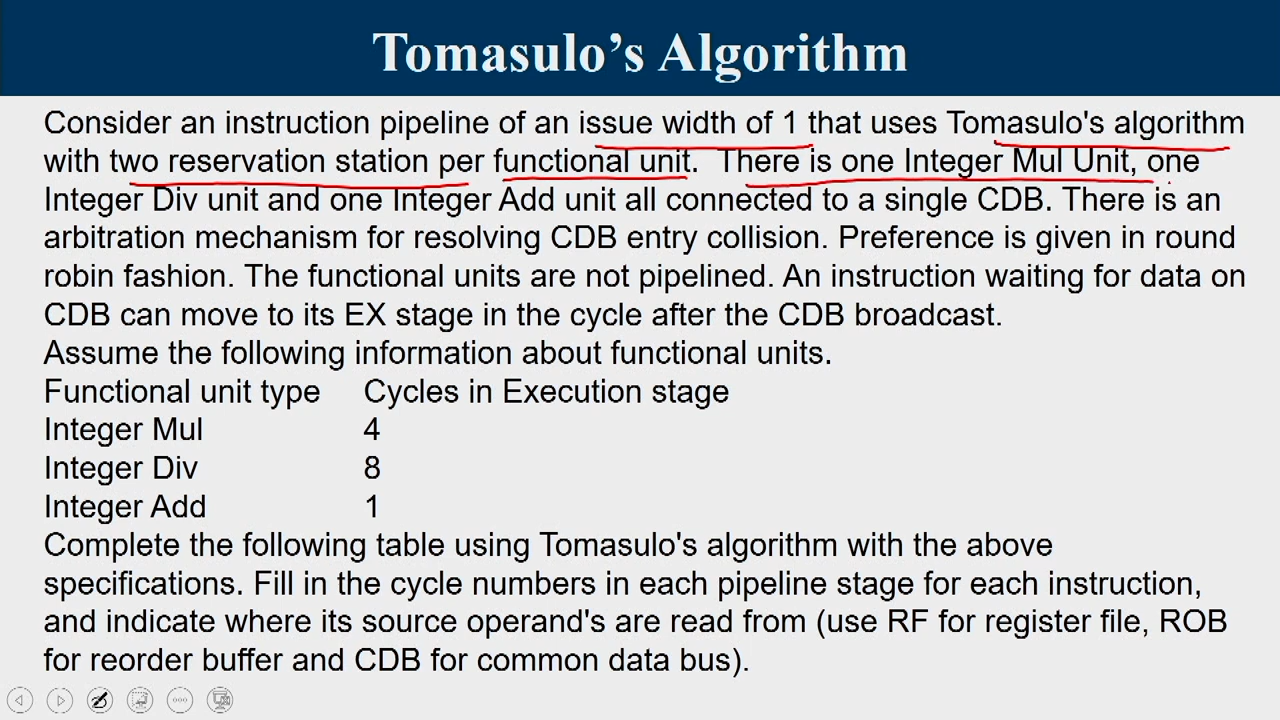 Tomasulo's Algorithm
Consider an instruction pipeline of an issue width of 1 that uses Tomasulo's algorithm
with two reservation station per functional unit. There is one Integer Mul Unit, one
Integer Div unit and one Integer Add unit all connected to a single CDB. There is an
arbitration mechanism for resolving CDB entry collision. Preference is given in round
robin fashion. The functional units are not pipelined. An instruction waiting for data on
CDB can move to its EX stage in the cycle after the CDB broadcast.
Assume the following information about functional units.
Functional unit type Cycles in Execution stage
Integer Mul 4
Integer Div 8
Integer Add 1
Complete the following table using Tomasulo's algorithm with the above
specifications. Fill in the cycle numbers in each pipeline stage for each instruction,
and indicate where its source operand's are read from (use RF for register file, ROB
for reorder buffer and CDB for common data bus).